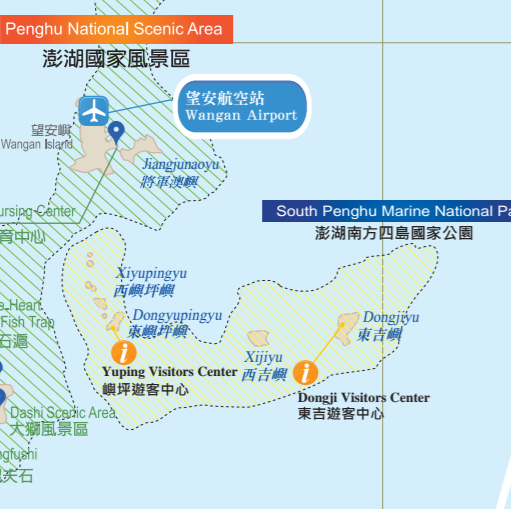 Penghu National Scenic Area
澎湖國家風景區
望安航空站
Wangan Airport
望安嶼
Wangan Island
Jiangjunaoyu
將軍澳嶼
Center
育中心
South Penghu Marine National
澎湖南方四島國家公園
Xiyupingyu
西嶼坪嶼
Dongyupingyu
東嶼坪嶼
Heart
Fish Trap
石滬
Dongjiyu
東吉嶼
Xijiyu
西吉嶼
Yuping Visitors Center
嶼坪遊客中心
Dongji Visitors Center
東吉遊客中心
Dashi Scenic Area
大獅風景區